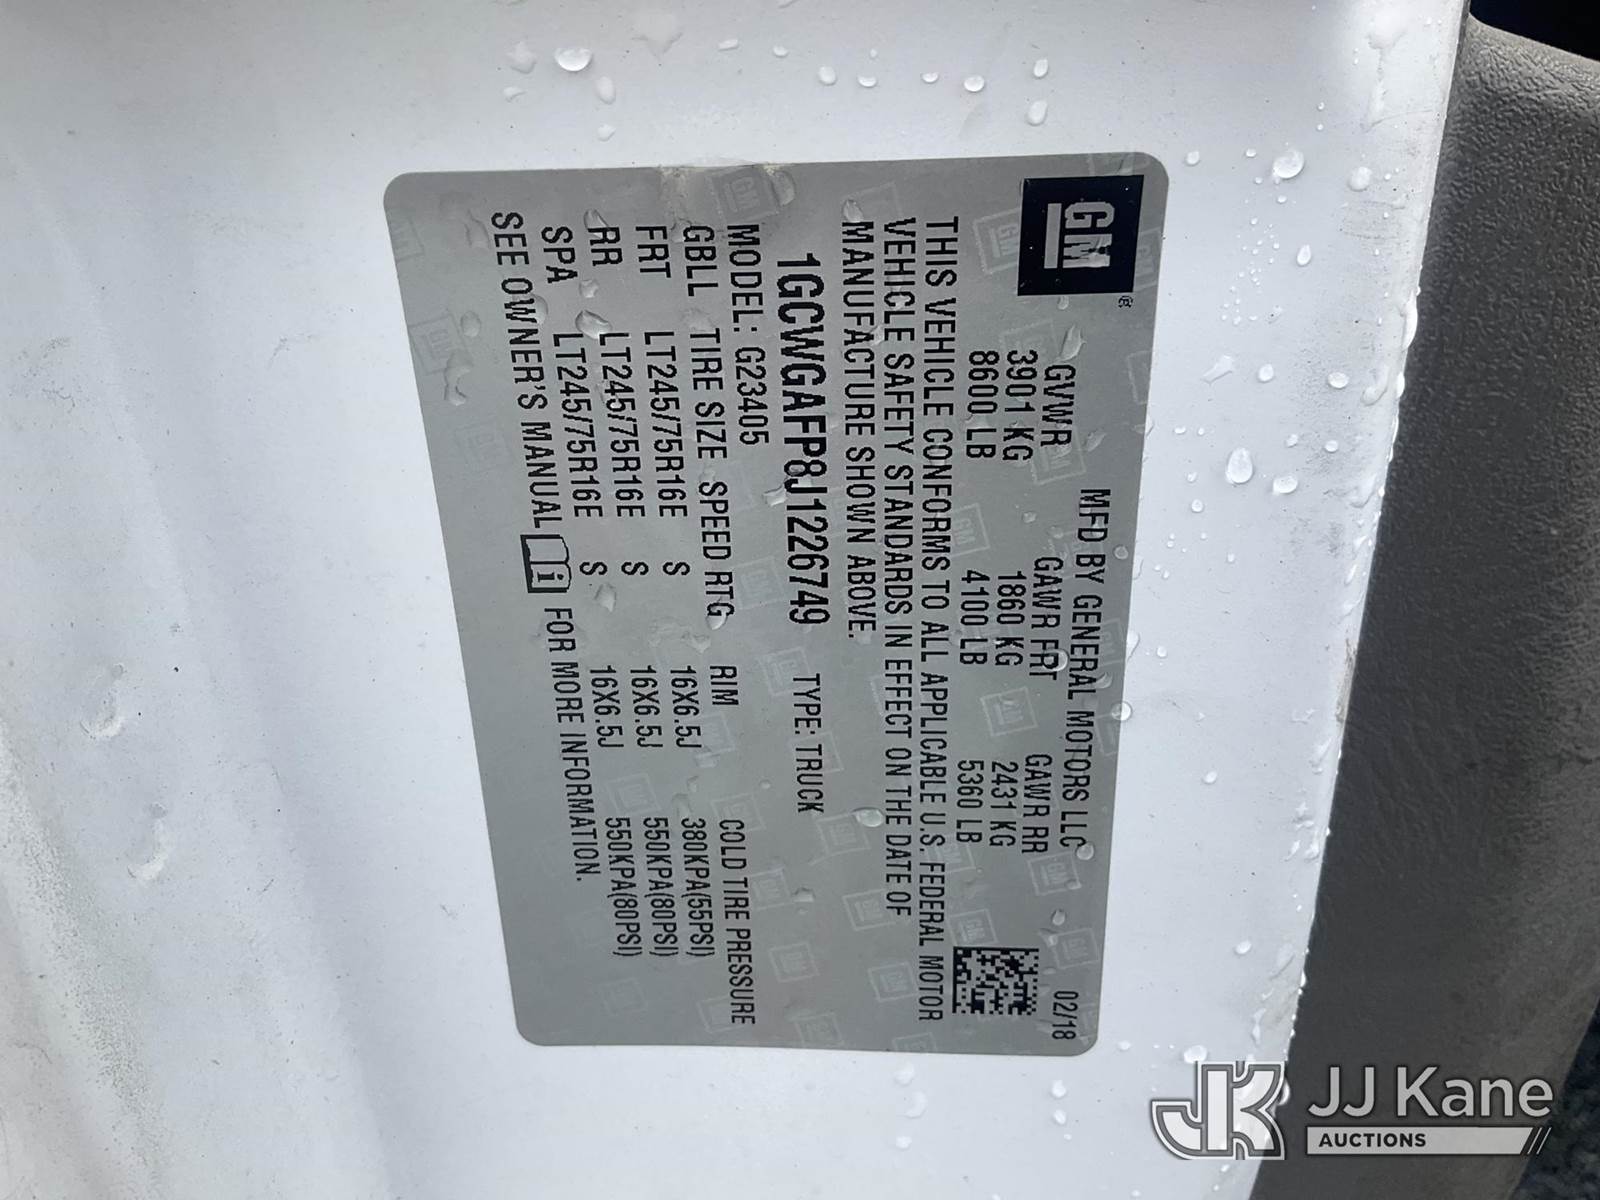 GM®
MFD BY GENERAL MOTORS LLC 02/18
GVWR GAWR FRT GAWR RR
3901 KG 1860 KG 2431 KG
8600 LB 4100 LB 5360 LB
THIS VEHICLE CONFORMS TO ALL APPLICABLE U.S. FEDERAL MOTOR
VEHICLE SAFETY STANDARDS IN EFFECT ON THE DATE OF
MANUFACTURE SHOWN ABOVE.
1GCWGAFP8J1226749 TYPE: TRUCK
MODEL: G23405
GBLL TIRE SIZE SPEED RTG RIM COLD TIRE PRESSURE
FRT LT245/75R16E S 16X6.5J 380KPA(55PSI)
RR LT245/75R16E S 16X6.5J 550KPA(80PSI)
SPA LT245/75R16E S 16X6.5J 550KPA(80PSI)
SEE OWNER'S MANUAL i FOR MORE INFORMATION.
JK JJ Kane
AUCTIONS